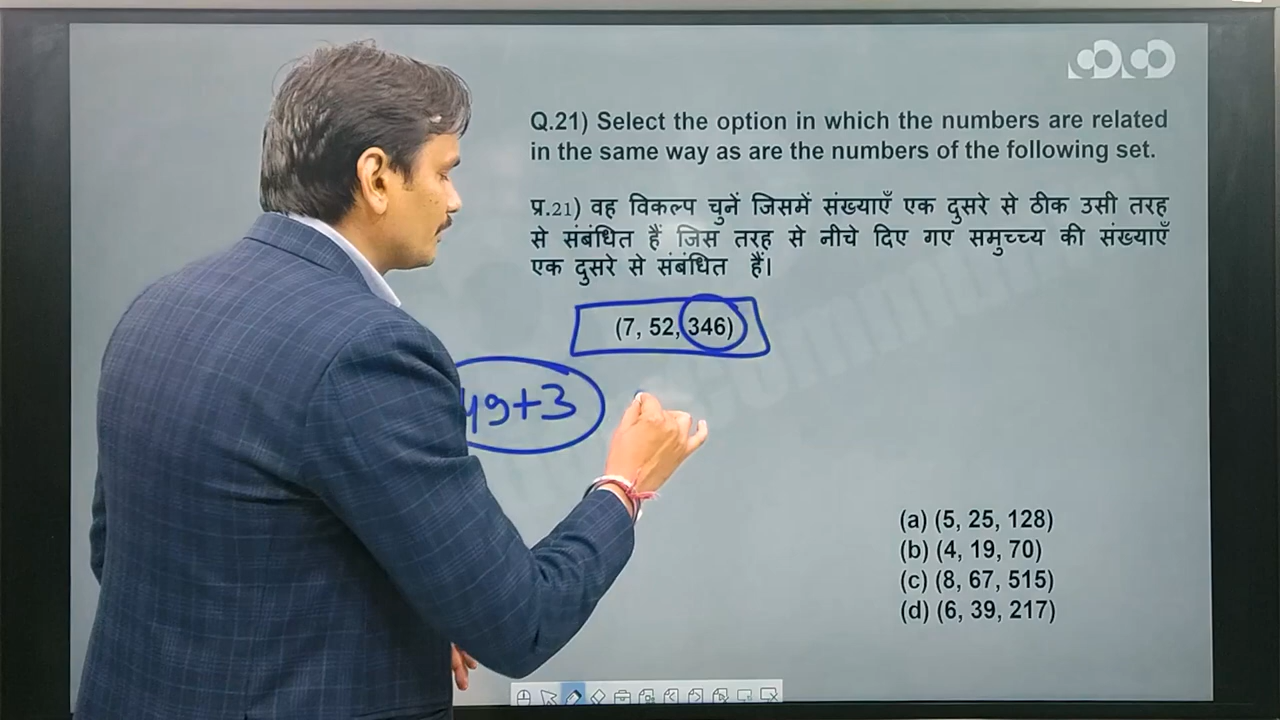 Q.21) Select the option in which the numbers are related
in the same way as are the numbers of the following set.
प्र.21) वह विकल्प चुनें जिसमें संख्याएँ एक दुसरे से ठीक उसी तरह
से संबंधित हैं जिस तरह से नीचे दिए गए समुच्च्य की संख्याएँ
एक दुसरे से संबंधित हैं।
(7, 52, 346)
49+3
(a) (5, 25, 128)
(b) (4, 19, 70)
(c) (8, 67, 515)
(d) (6, 39, 217)